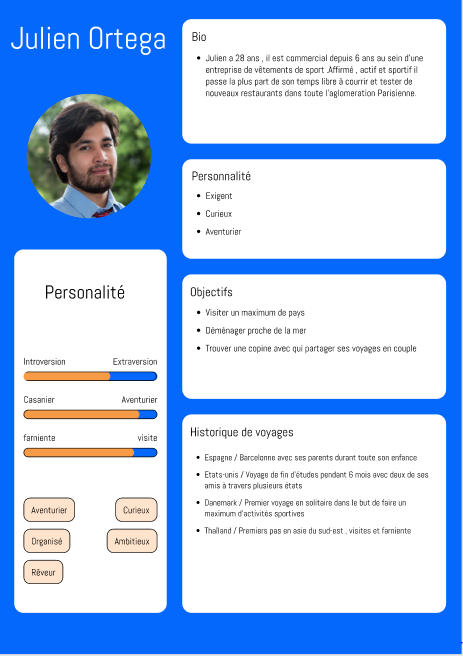 Julien Ortega
Personalité
Introversion Extraversion
Casanier Aventurier
farniente visite
Aventurier Curieux
Organisé Ambitieux
Rêveur
Bio
• Julien a 28 ans , il est commercial depuis 6 ans au sein d'une
entreprise de vêtements de sport .Affirmé , actif et sportif il
passe la plus part de son temps libre à courrir et tester de
nouveaux restaurants dans toute l'aglomeration Parisienne.
Personnalité
• Exigent
• Curieux
• Aventurier
Objectifs
• Visiter un maximum de pays
• Déménager proche de la mer
• Trouver une copine avec qui partager ses voyages en couple
Historique de voyages
• Espagne / Barcelonne avec ses parents durant toute son enfance
• Etats-unis / Voyage de fin d'études pendant 6 mois avec deux de ses
amis à travers plusieurs états
• Danemark / Premier voyage en solitaire dans le but de faire un
maximum d'activités sportives
• Thaïland / Premiers pas en asie du sud-est , visites et farniente